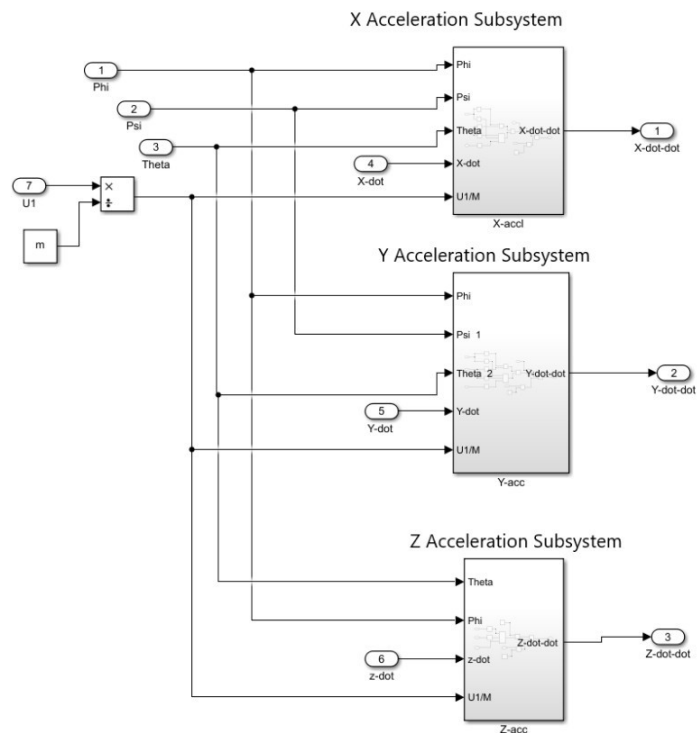 X Acceleration Subsystem
1
Phi
2
Psi
3
Theta
4
X-dot
7
U1
×
÷
m
Phi
Psi
Theta
X-dot
U1/M
X-dot-dot
X-accl
1
X-dot-dot
Y Acceleration Subsystem
Phi
Psi 1
Theta 2
Y-dot
U1/M
Y-dot-dot
Y-acc
5
Y-dot
2
Y-dot-dot
Z Acceleration Subsystem
Theta
Phi
z-dot
U1/M
Z-dot-dot
Z-acc
6
z-dot
3
Z-dot-dot